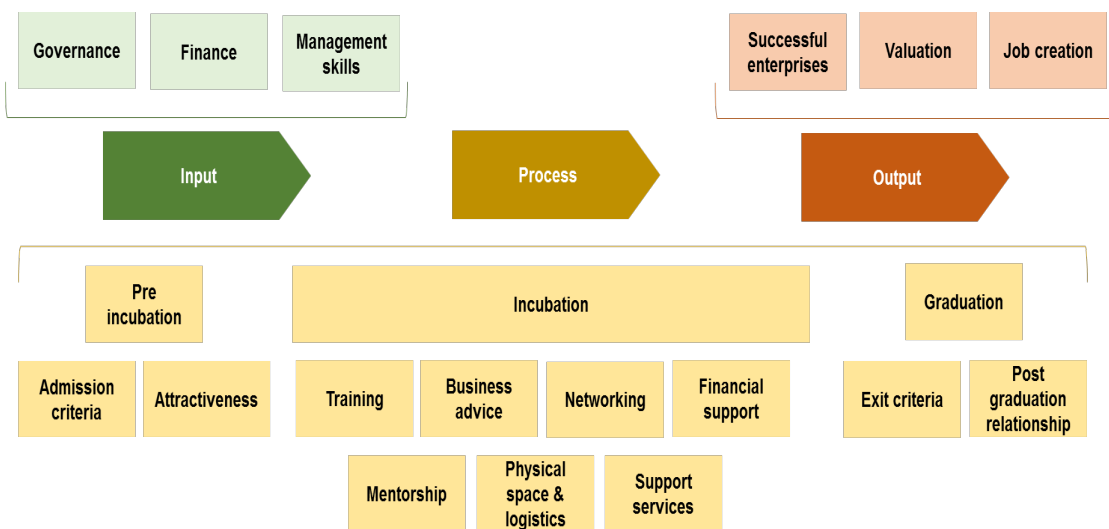 Governance
Finance
Management
skills
Successful
enterprises
Valuation
Job creation
Input
Process
Output
Pre
incubation
Incubation
Graduation
Admission
criteria
Attractiveness
Training
Business
advice
Networking
Financial
support
Exit criteria
Post
graduation
relationship
Mentorship
Physical
space &
logistics
Support
services